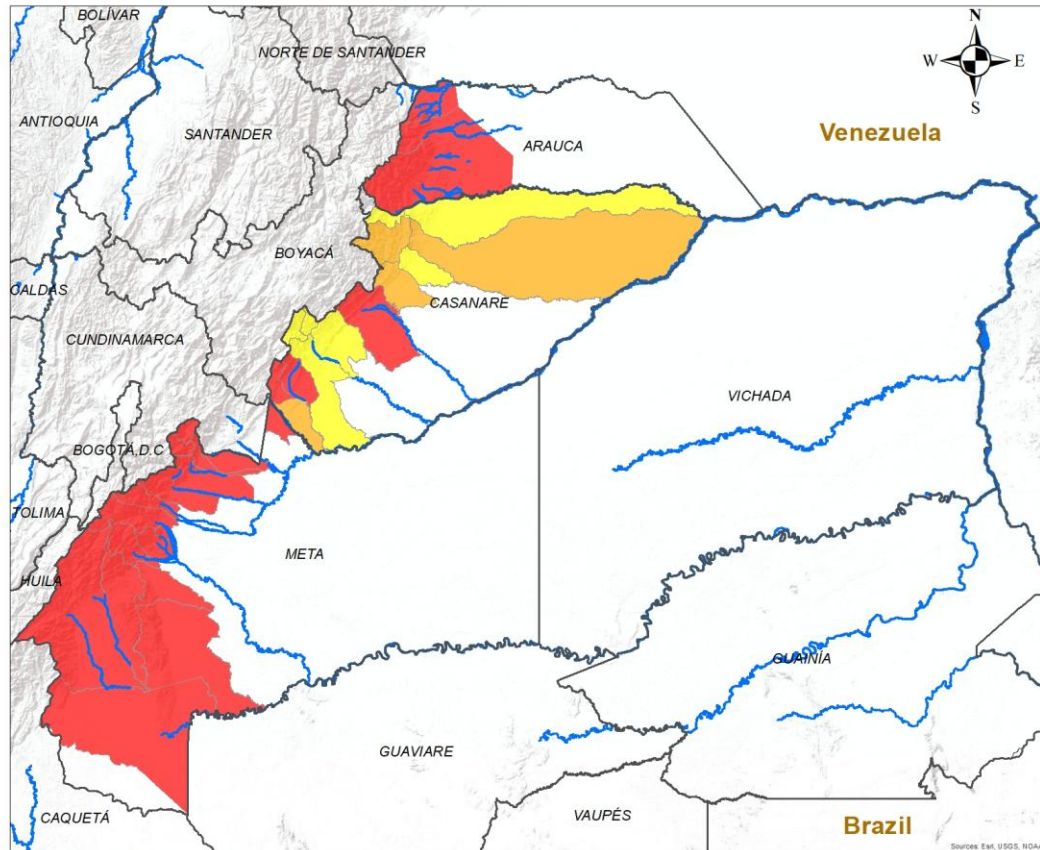 BOLÍVAR
NORTE DE SANTANDER
N
W
E
S
ANTIOQUIA
SANTANDER
ARAUCA
Venezuela
BOYACÁ
CALDAS
CASANARE
CUNDINAMARCA
VICHADA
BOGOTÁ,D.C
TOLIMA
META
HUILA
GUAINÍA
GUAVIARE
CAQUETÁ
VAUPÉS
Brazil
Sources: Esri, USGS, NOAA